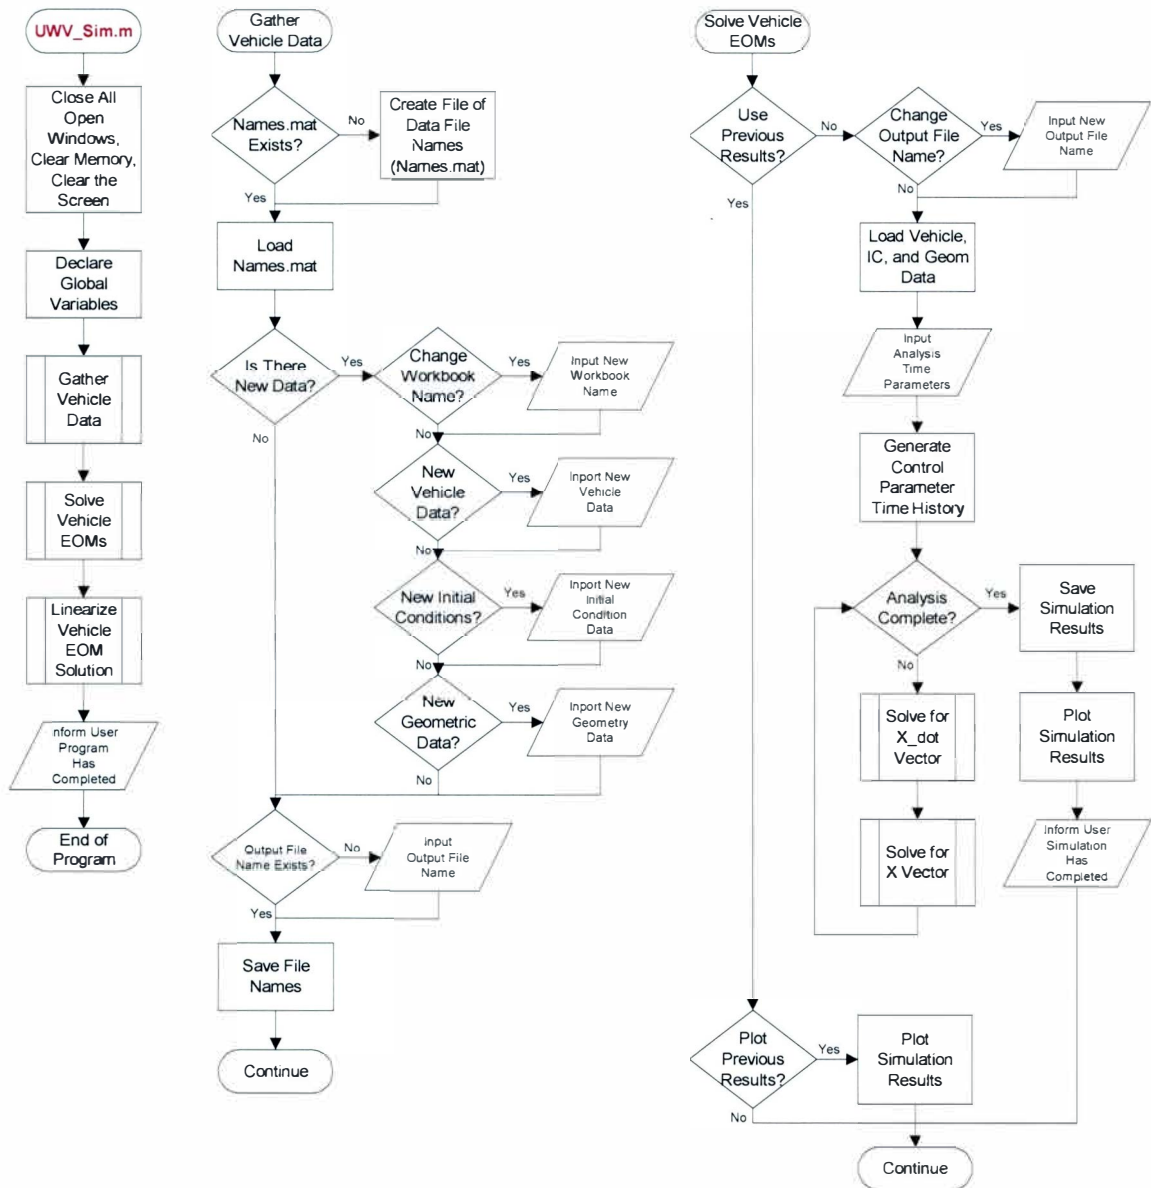 UWV_Sim.m
Close All
Open
Windows,
Clear Memory,
Clear the
Screen
Declare
Global
Variables
Gather
Vehicle
Data
Solve
Vehicle
EOMs
Linearize
Vehicle
EOM
Solution
nform User
Program
Has
Completed
End of
Program
Gather
Vehicle Data
Names.mat
Exists?
No
Create File of
Data File
Names
(Names.mat)
Yes
Load
Names.mat
Is There
New Data?
Yes
Change
Workbook
Name?
Yes
Input New
Workbook
Name
No
No
New
Vehicle
Data?
Yes
Inport New
Vehicle
Data
No
New Initial
Conditions?
Yes
Inport New
Initial
Condition
Data
No
New
Geometric
Data?
Yes
Inport New
Geometry
Data
No
Output File
Name Exists?
No
Input
Output File
Name
Yes
Save File
Names
Continue
Solve Vehicle
EOMs
Use
Previous
Results?
No
Change
Output File
Name?
Yes
Input New
Output File
Name
No
Yes
Load Vehicle,
IC, and Geom
Data
Input
Analysis
Time
Parameters
Generate
Control
Parameter
Time History
Analysis
Complete?
Yes
Save
Simulation
Results
No
Solve for
X_dot
Vector
Plot
Simulation
Results
Solve for
X Vector
Inform User
Simulation
Has
Completed
Plot
Previous
Results?
Yes
Plot
Simulation
Results
No
Continue